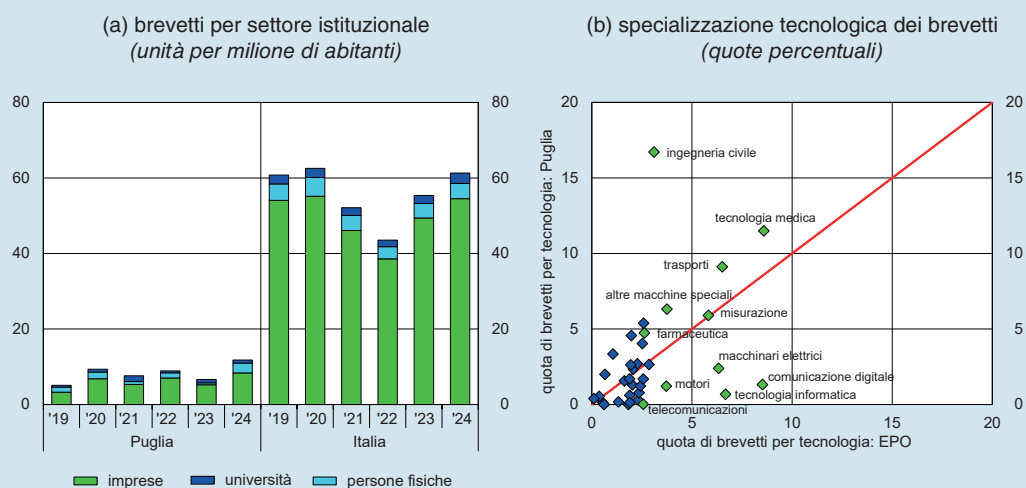 (a) brevetti per settore istituzionale
(unità per milione di abitanti)
80
60
40
20
0
80
60
40
20
0
'19 '20 '21 '22 '23 '24 '19 '20 '21 '22 '23 '24
Puglia Italia
imprese università persone fisiche
(b) specializzazione tecnologica dei brevetti
(quote percentuali)
quota di brevetti per tecnologia: Puglia
20
15
10
5
0
20
15
10
5
0
ingegneria civile
tecnologia medica
trasporti
altre macchine speciali
misurazione
farmaceutica
macchinari elettrici
motori
comunicazione digitale
tecnologia informatica
telecomunicazioni
0 5 10 15 20
quota di brevetti per tecnologia: EPO